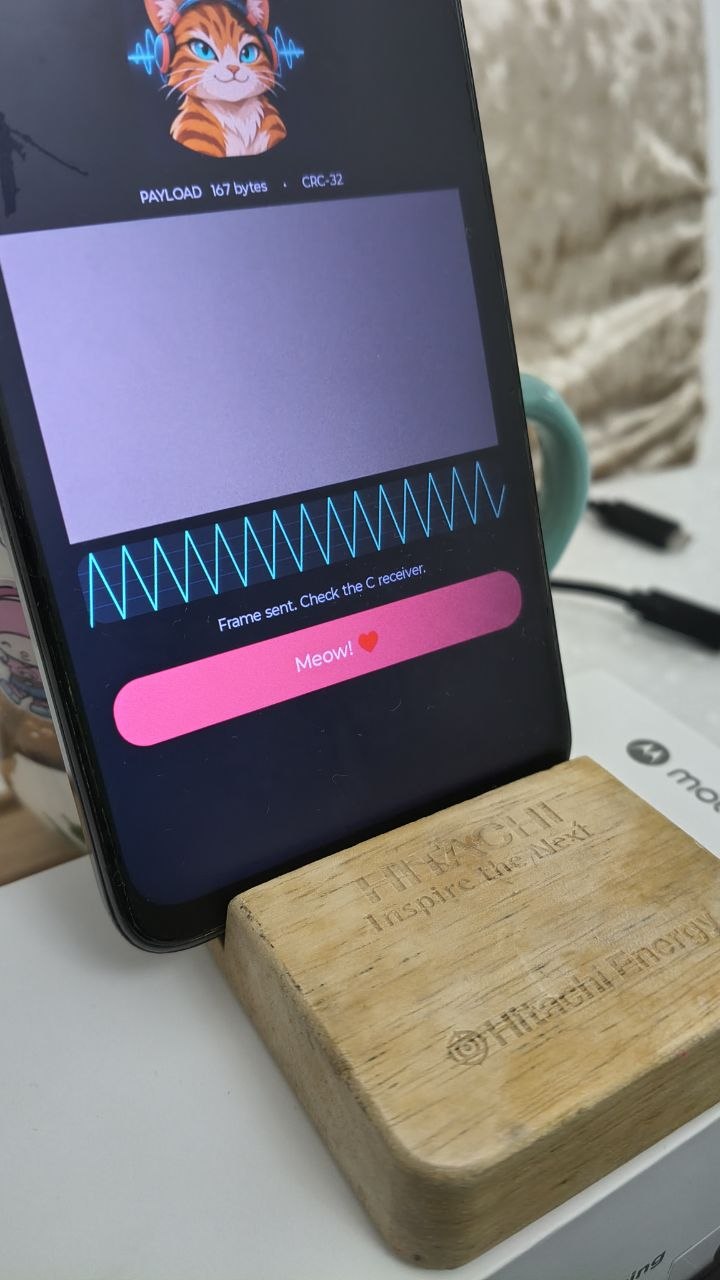 PAYLOAD 167 bytes · CRC-32
Frame sent. Check the C receiver.
Meow! ❤️
HITACHI
Inspire the Next
Hitachi Energy